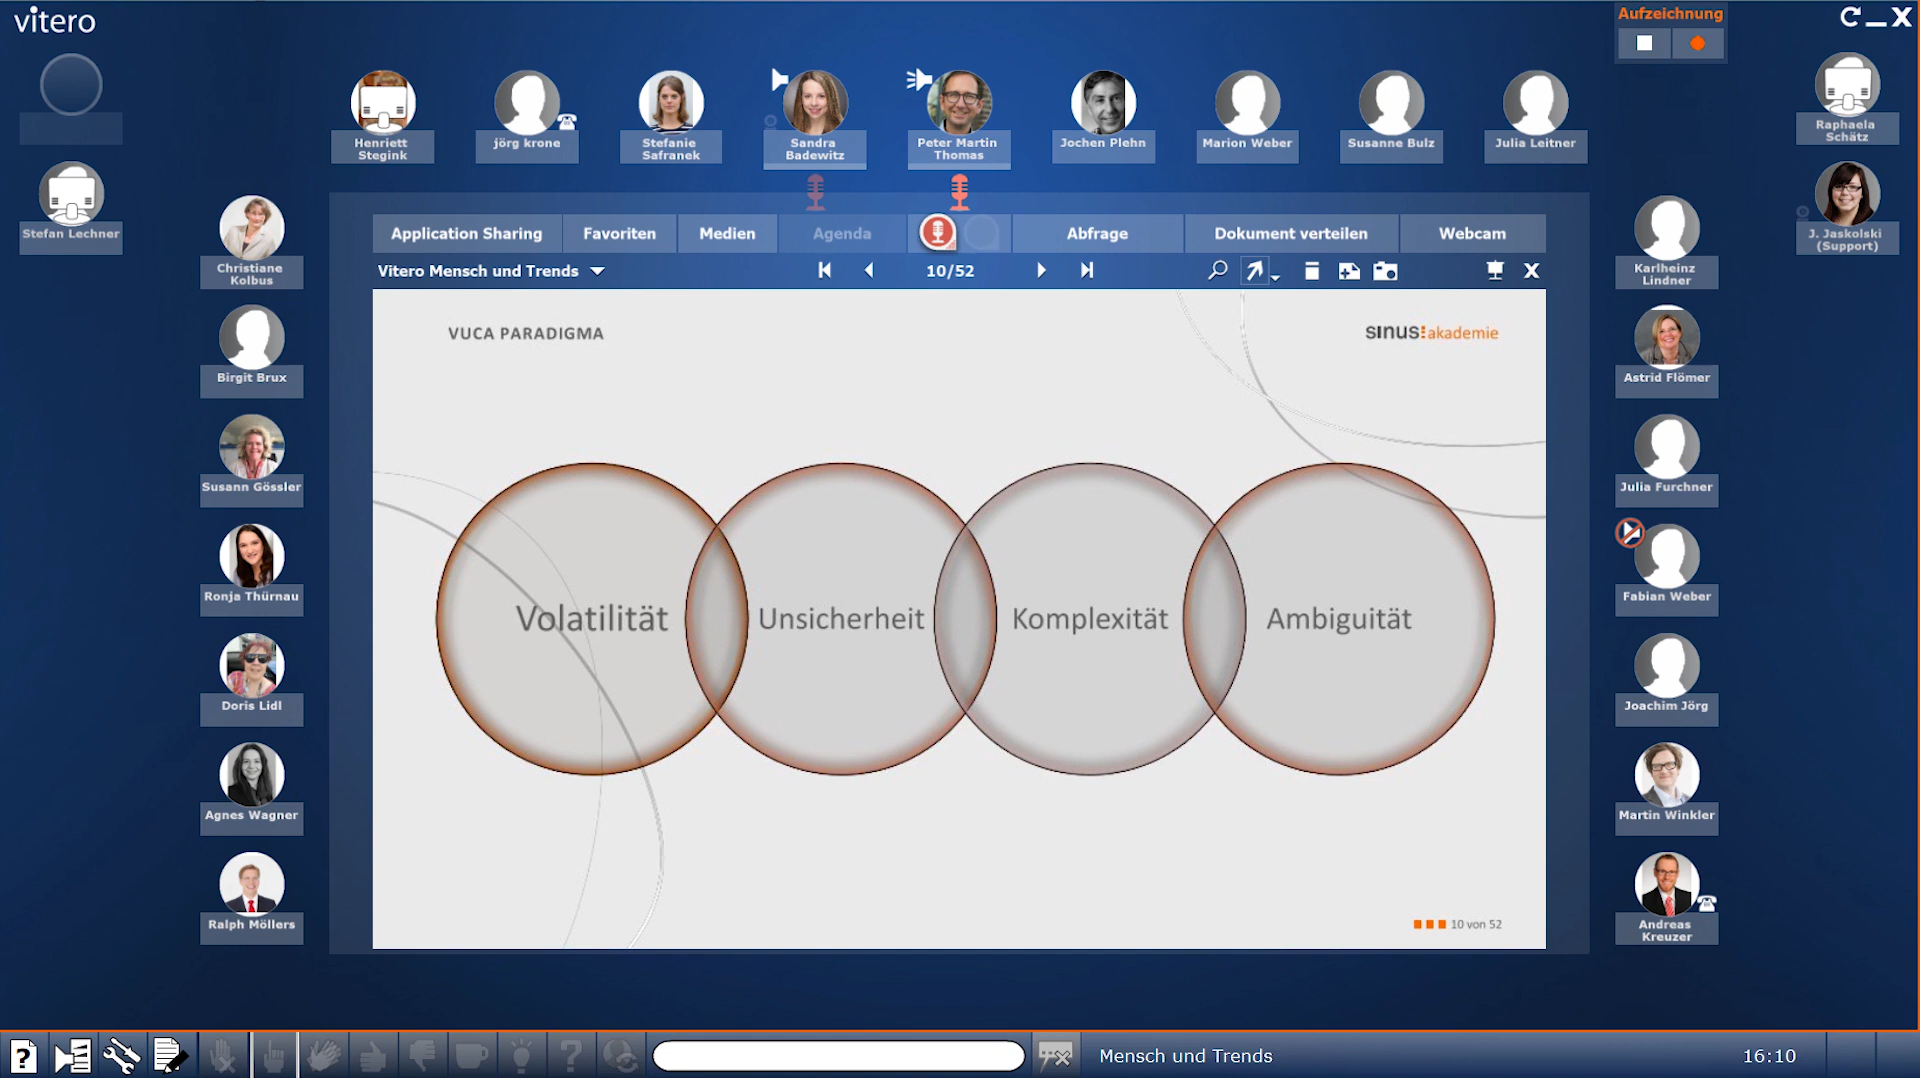 vitero
Aufzeichnung
Henriett
Stegink
jörg krone
Stefanie
Safranek
Sandra
Badewitz
Peter Martin
Thomas
Jochen Plehn
Marion Weber
Susanne Bulz
Julia Leitner
Raphaela
Schätz
Stefan Lechner
J. Jaskolski
(Support)
Christiane
Kolbus
Birgit Brux
Susann Gössler
Ronja Thürnau
Doris Lidl
Agnes Wagner
Ralph Möllers
Application Sharing
Favoriten
Medien
Agenda
Abfrage
Dokument verteilen
Webcam
Vitero Mensch und Trends
10/52
VUCA PARADIGMA
sinus:akademie
Volatilität
Unsicherheit
Komplexität
Ambiguität
10 von 52
Karlheinz
Lindner
Astrid Flömer
Julia Furchner
Fabian Weber
Joachim Jörg
Martin Winkler
Andreas
Kreuzer
Mensch und Trends
16:10